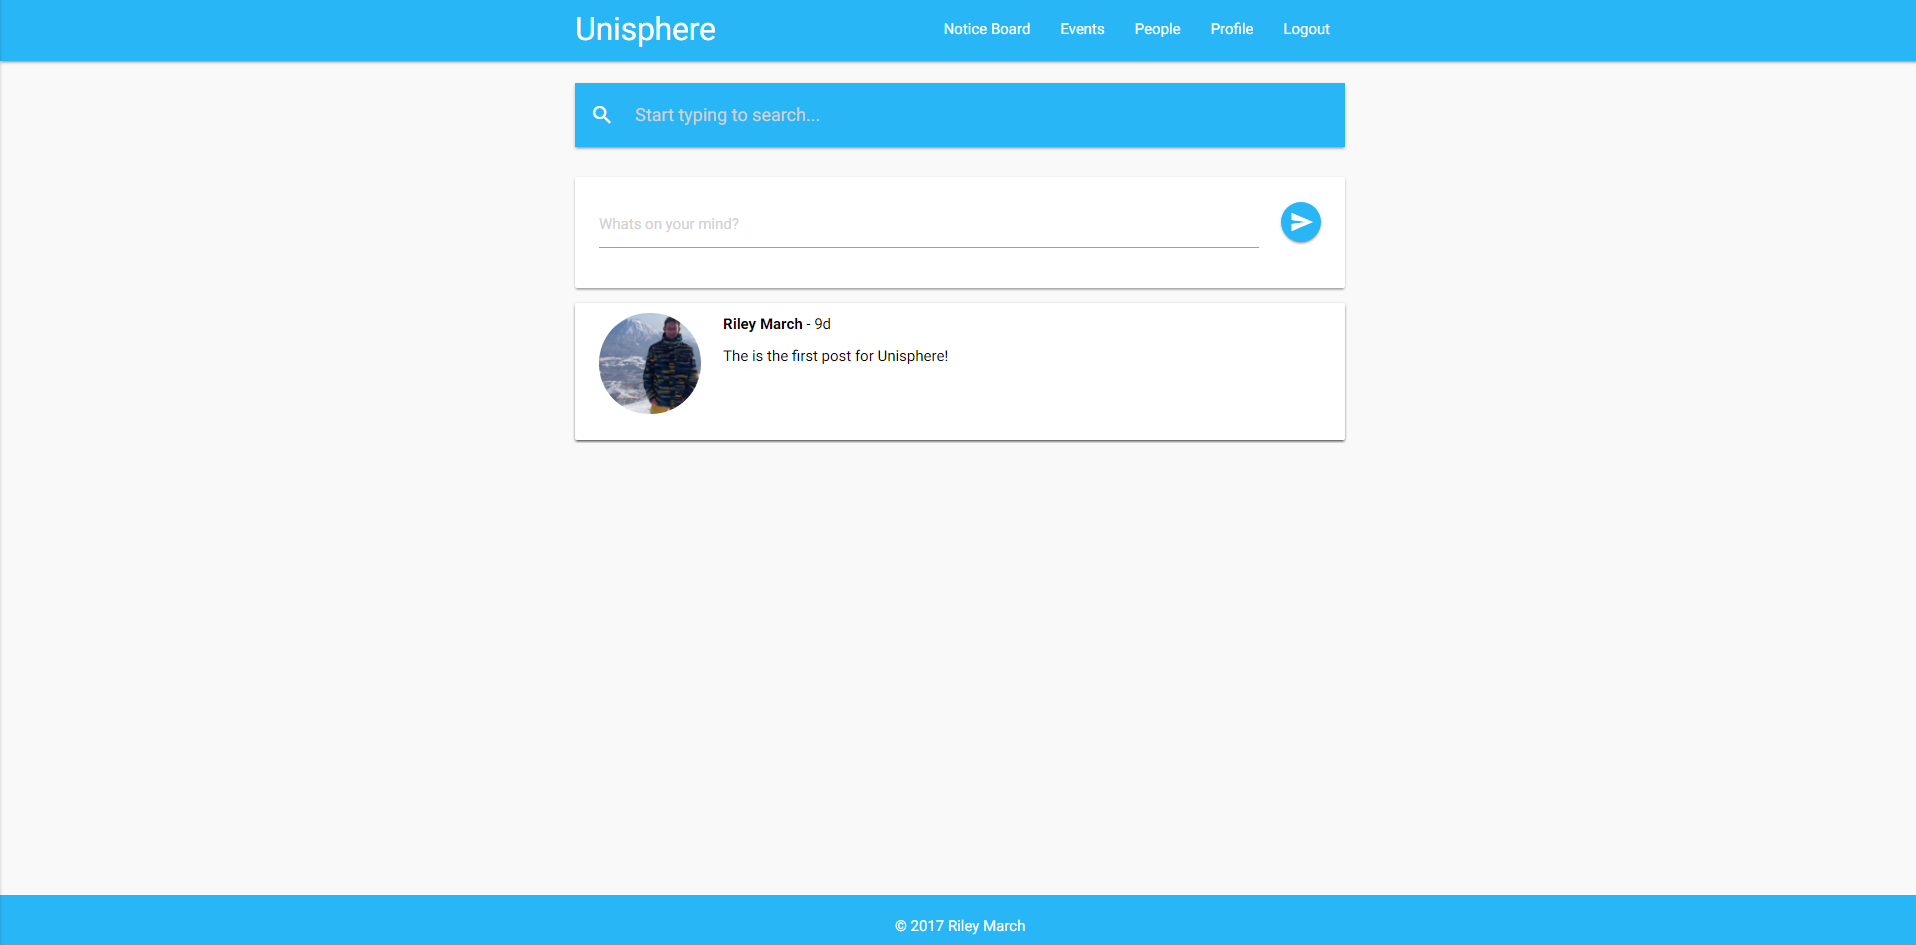 Unisphere
Notice Board Events People Profile Logout
Start typing to search...
Whats on your mind?
Riley March - 9d
The is the first post for Unisphere!
© 2017 Riley March